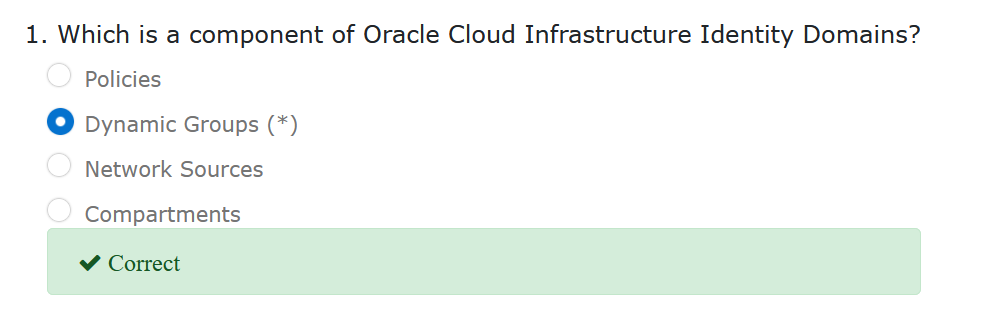 1. Which is a component of Oracle Cloud Infrastructure Identity Domains?
Policies
Dynamic Groups (*)
Network Sources
Compartments
Correct